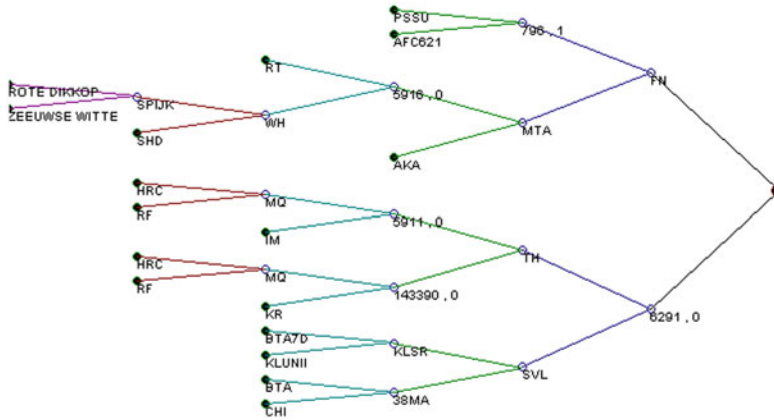 PSSU
796,1
AFC621
RT
FN
ROTE DIKKOP
5916,0
SPIJK
ZEEUWSE WITTE
WH
MTA
SHD
AKA
HRC
MQ
RF
5911,0
IM
TH
HRC
MQ
RF
143390,0
KR
6291,0
BTA7D
KLSR
KLUNII
SVL
BTA
38MA
CHI